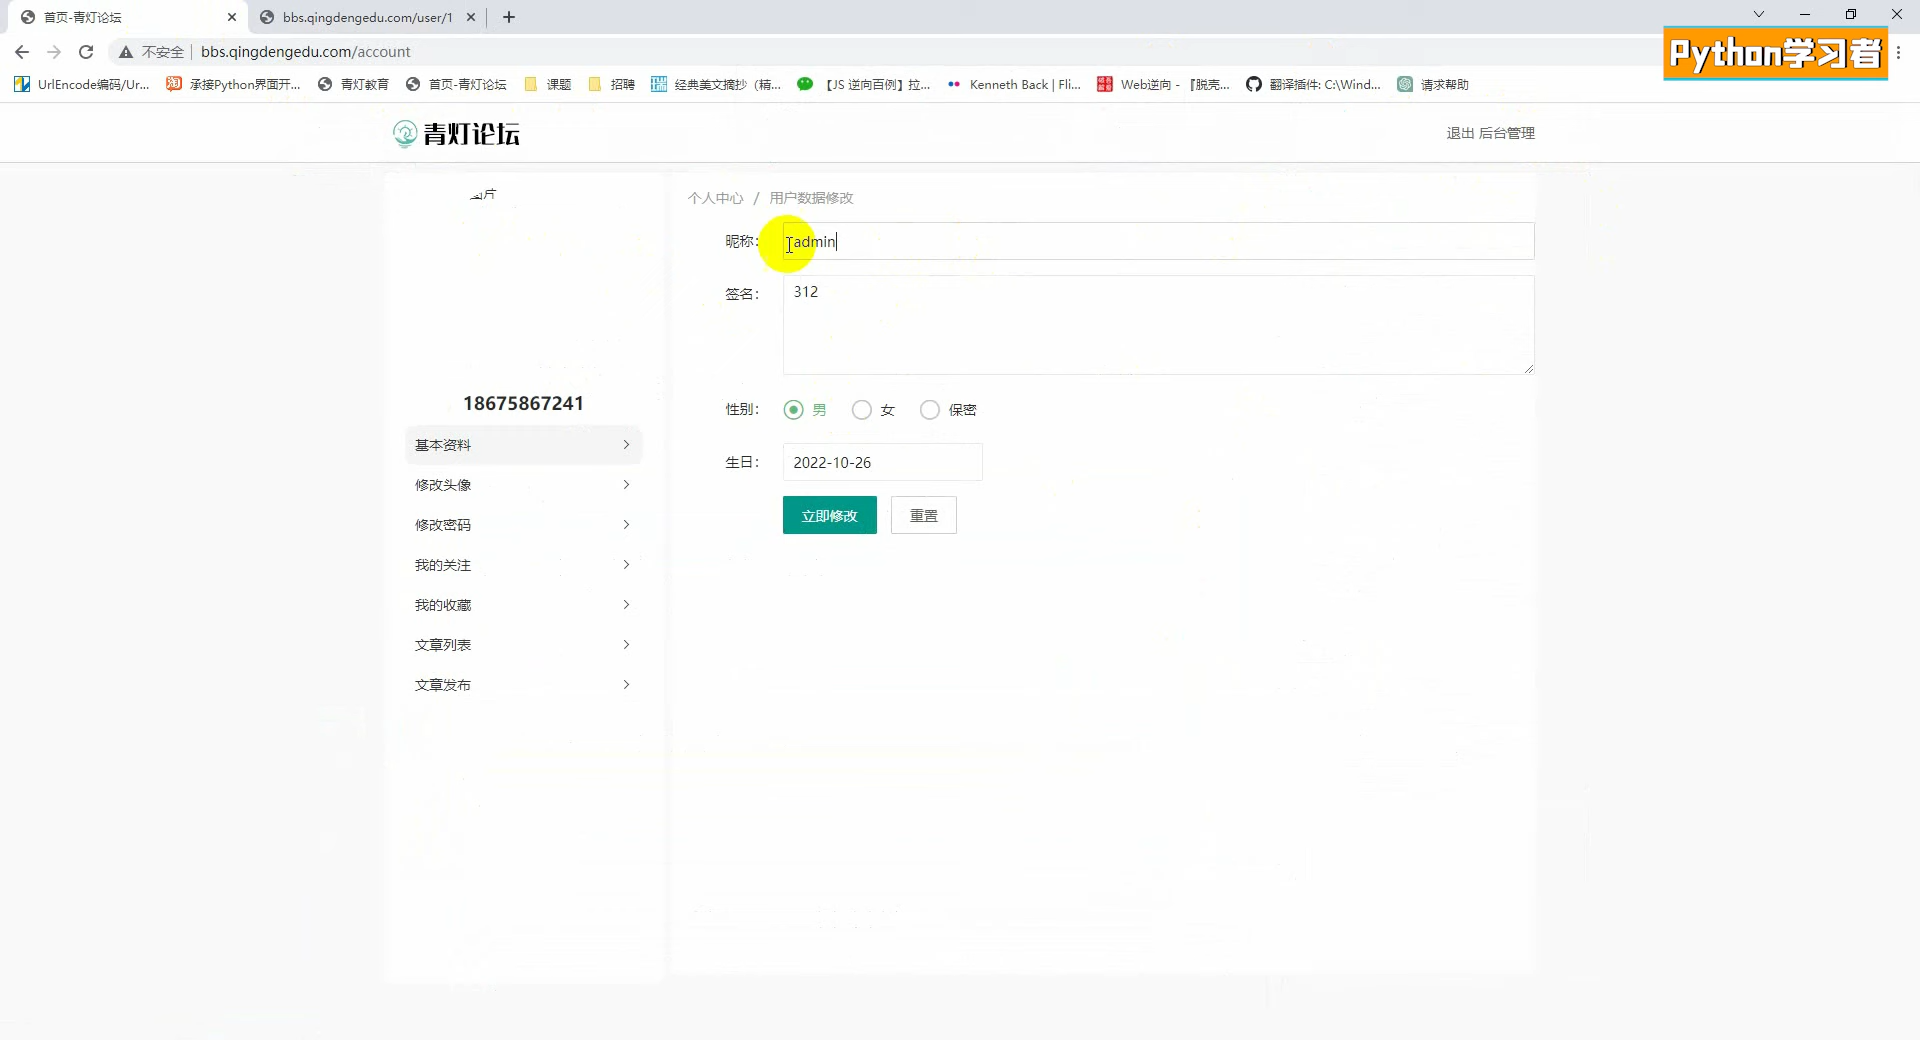 首页-青灯论坛
bbs.qingdengedu.com/user/1
不安全
bbs.qingdengedu.com/account
Python学习者
UrlEncode编码/Ur...
承接Python界面开...
青灯教育
首页-青灯论坛
课题
招聘
经典美文摘抄（精...
【JS 逆向百例】拉...
Kenneth Back | Fli...
Web逆向 - 『脱壳...
翻译插件: C:\Wind...
请求帮助
青灯论坛
退出 后台管理
个人中心 / 用户数据修改
昵称：
admin
签名：
312
18675867241
性别：
男
女
保密
基本资料
生日：
2022-10-26
修改头像
立即修改
重置
修改密码
我的关注
我的收藏
文章列表
文章发布